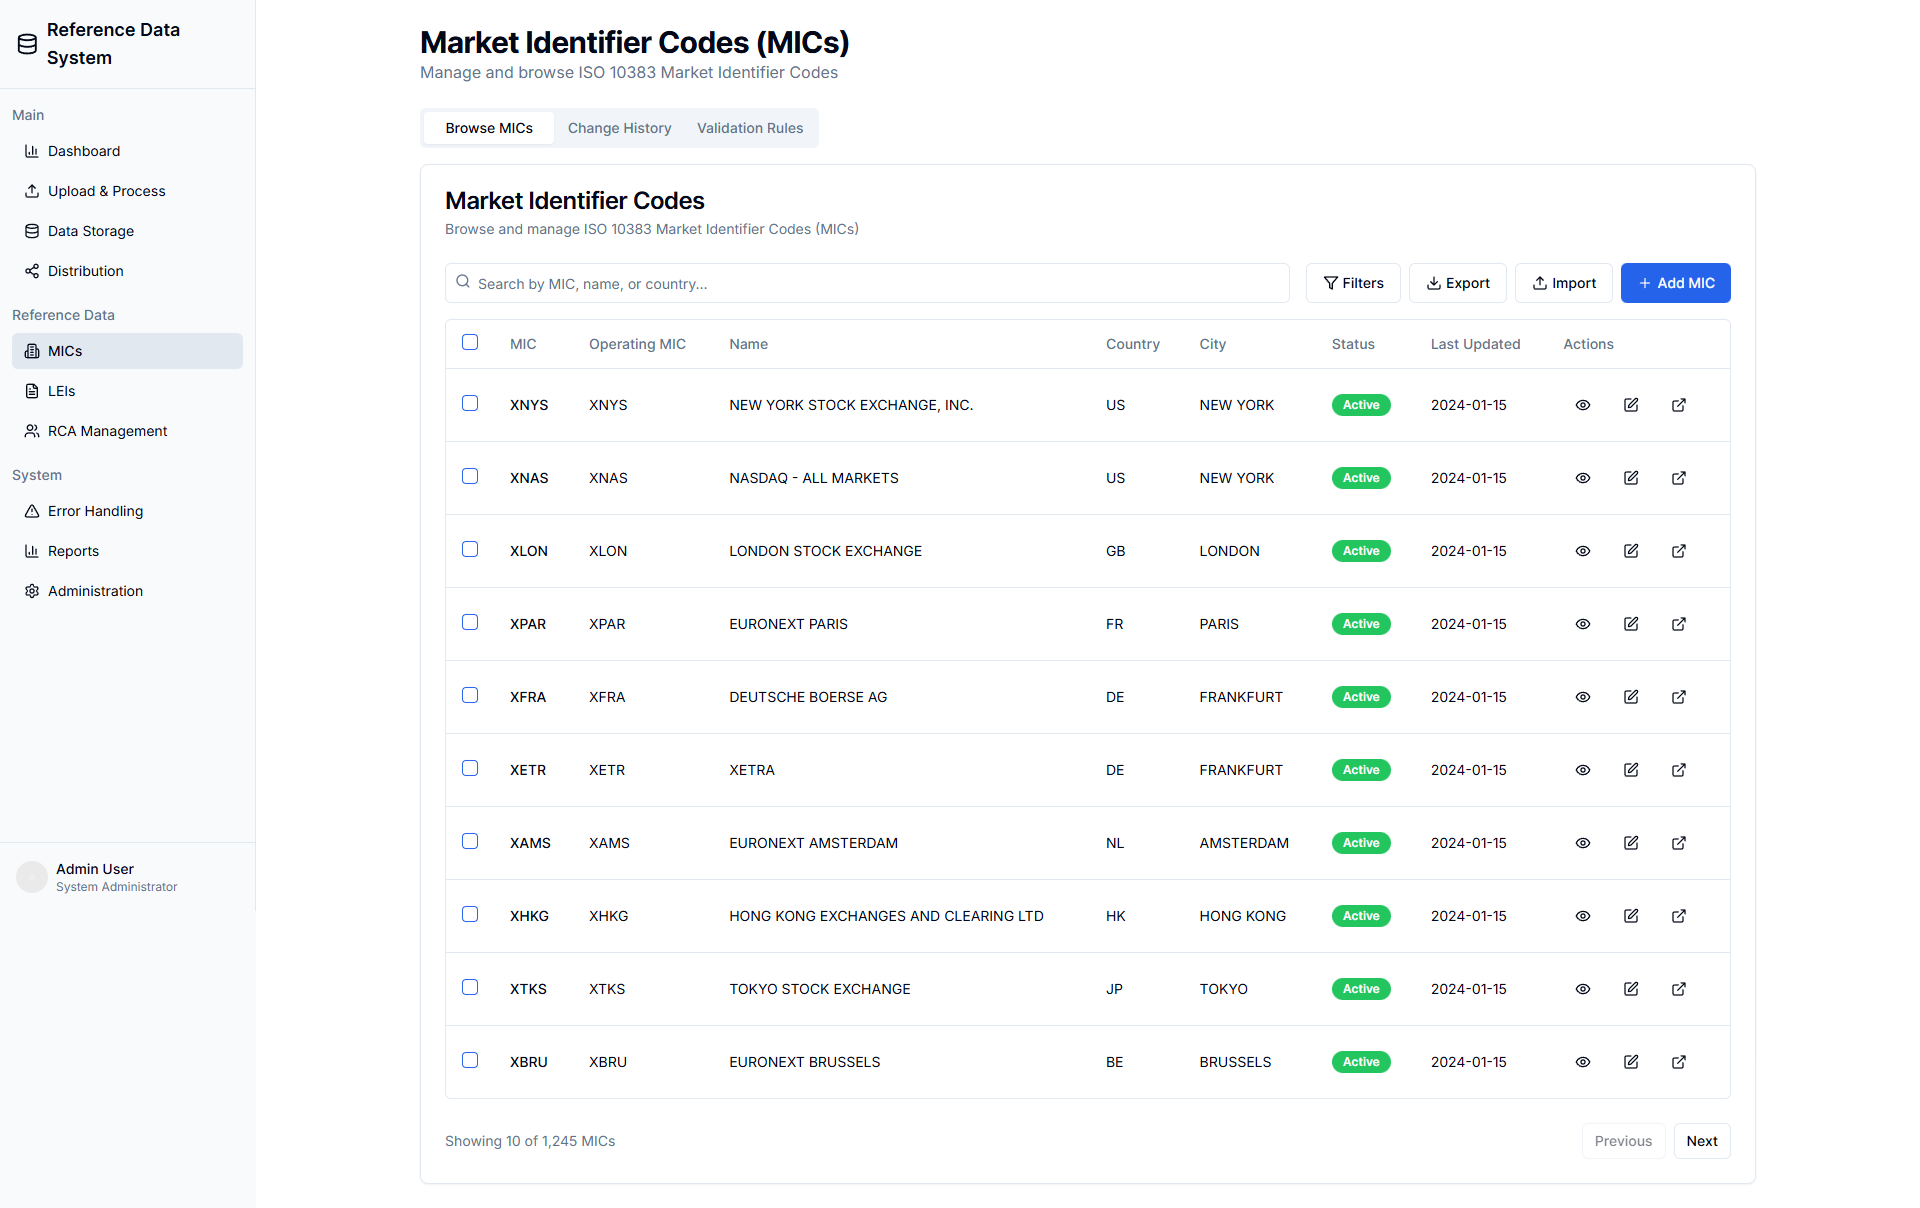 Reference Data
System
Main
Dashboard
Upload & Process
Data Storage
Distribution
Reference Data
MICs
LEIs
RCA Management
System
Error Handling
Reports
Administration
Admin User
System Administrator
Market Identifier Codes (MICs)
Manage and browse ISO 10383 Market Identifier Codes
Browse MICs Change History Validation Rules
Market Identifier Codes
Browse and manage ISO 10383 Market Identifier Codes (MICs)
Search by MIC, name, or country... Filters Export Import Add MIC
MIC Operating MIC Name Country City Status Last Updated Actions
XNYS XNYS NEW YORK STOCK EXCHANGE, INC. US NEW YORK Active 2024-01-15
XNAS XNAS NASDAQ - ALL MARKETS US NEW YORK Active 2024-01-15
XLON XLON LONDON STOCK EXCHANGE GB LONDON Active 2024-01-15
XPAR XPAR EURONEXT PARIS FR PARIS Active 2024-01-15
XFRA XFRA DEUTSCHE BOERSE AG DE FRANKFURT Active 2024-01-15
XETR XETR XETRA DE FRANKFURT Active 2024-01-15
XAMS XAMS EURONEXT AMSTERDAM NL AMSTERDAM Active 2024-01-15
XHKG XHKG HONG KONG EXCHANGES AND CLEARING LTD HK HONG KONG Active 2024-01-15
XTKS XTKS TOKYO STOCK EXCHANGE JP TOKYO Active 2024-01-15
XBRU XBRU EURONEXT BRUSSELS BE BRUSSELS Active 2024-01-15
Showing 10 of 1,245 MICs Previous Next